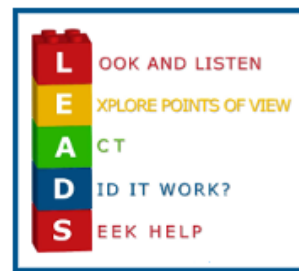 LOOK AND LISTEN
EXPLORE POINTS OF VIEW
ACT
DID IT WORK?
SEEK HELP